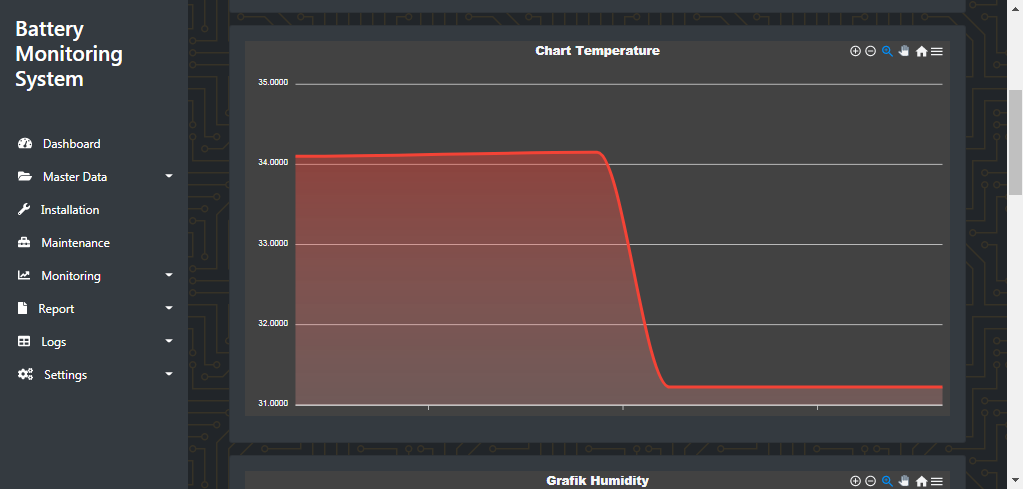 Battery
Monitoring
System
Dashboard
Master Data
Installation
Maintenance
Monitoring
Report
Logs
Settings
Chart Temperature
35.0000
34.0000
33.0000
32.0000
31.0000
Grafik Humidity